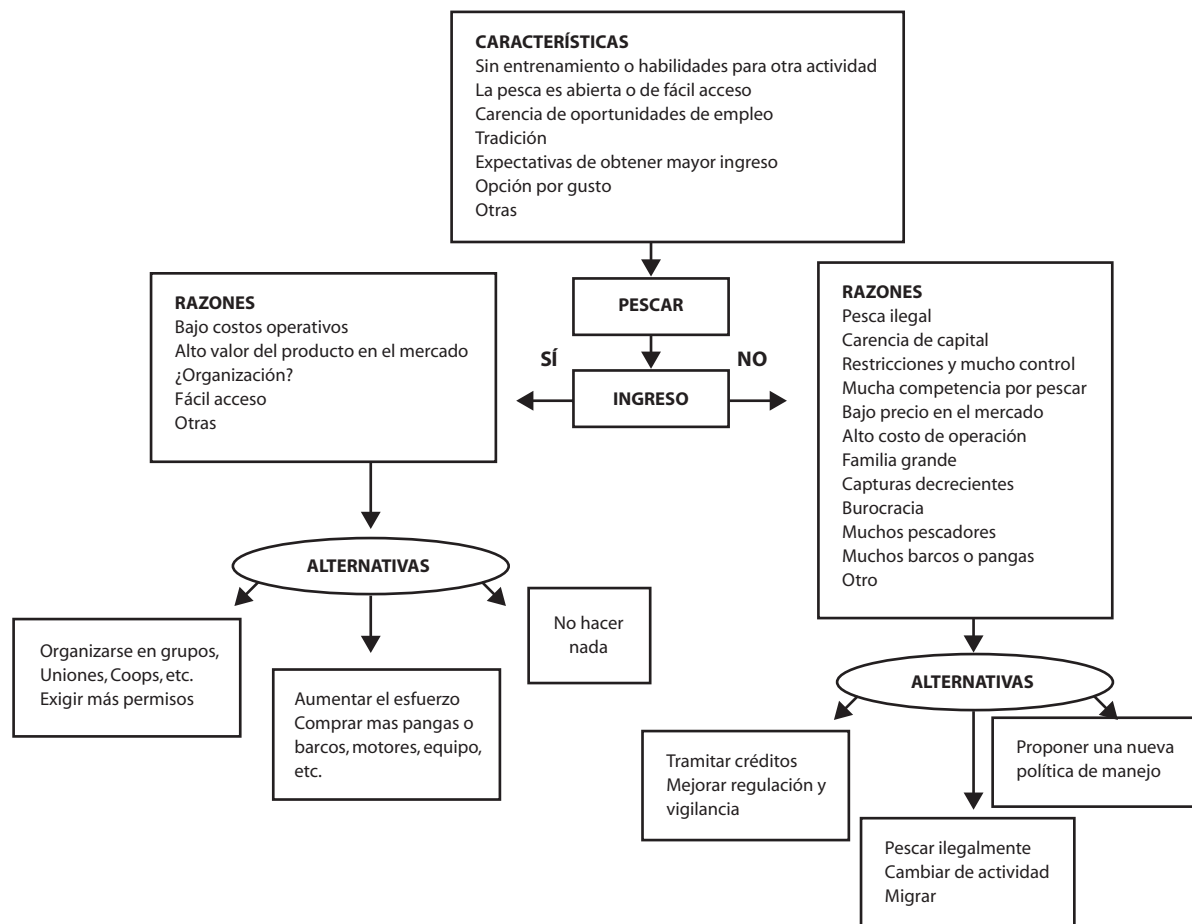 CARACTERÍSTICAS
Sin entrenamiento o habilidades para otra actividad
La pesca es abierta o de fácil acceso
Carencia de oportunidades de empleo
Tradición
Expectativas de obtener mayor ingreso
Opción por gusto
Otras
PESCAR
SÍ
NO
INGRESO
RAZONES
Bajo costos operativos
Alto valor del producto en el mercado
¿Organización?
Fácil acceso
Otras
ALTERNATIVAS
Organizarse en grupos,
Uniones, Coops, etc.
Exigir más permisos
Aumentar el esfuerzo
Comprar mas pangas o
barcos, motores, equipo,
etc.
No hacer
nada
RAZONES
Pesca ilegal
Carencia de capital
Restricciones y mucho control
Mucha competencia por pescar
Bajo precio en el mercado
Alto costo de operación
Familia grande
Capturas decrecientes
Burocracia
Muchos pescadores
Muchos barcos o pangas
Otro
ALTERNATIVAS
Tramitar créditos
Mejorar regulación y
vigilancia
Pescar ilegalmente
Cambiar de actividad
Migrar
Proponer una nueva
política de manejo